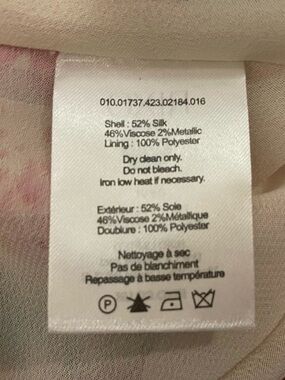 010.01737.423.02184.016
Shell : 52% Silk
46%Viscose 2%Metallic
Lining : 100% Polyester
Dry clean only.
Do not bleach.
Iron low heat if necessary.
Extérieur : 52% Soie
46%Viscose 2%Métallique
Doublure : 100% Polyester
Nettoyage à sec
Pas de blanchiment
Repassage à basse température
P